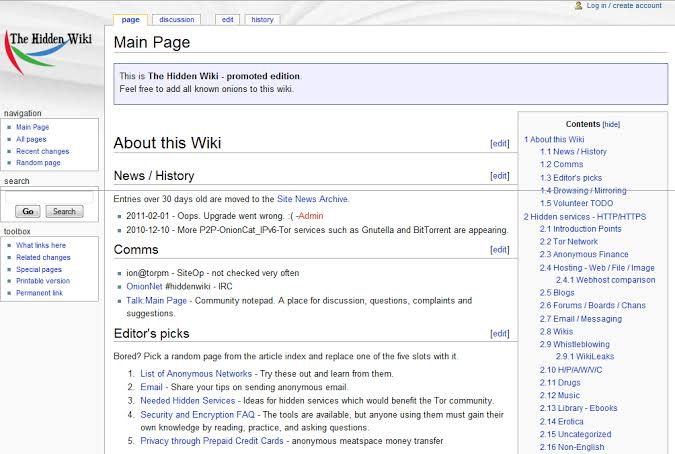 Log in / create account
page
discussion
edit
history
The Hidden Wiki
Main Page
This is The Hidden Wiki - promoted edition.
Feel free to add all known onions to this wiki.
navigation
Main Page
All pages
Recent changes
Random page
search
Go
Search
toolbox
What links here
Related changes
Special pages
Printable version
Permanent link
About this Wiki
[edit]
News / History
[edit]
Entries over 30 days old are moved to the Site News Archive.
2011-02-01 - Oops. Upgrade went wrong. :( -Admin
2010-12-10 - More P2P-OnionCat_IPv6-Tor services such as Gnutella and BitTorrent are appearing.
Comms
[edit]
ion@torpm - SiteOp - not checked very often
OnionNet #hiddenwiki - IRC
Talk:Main Page - Community notepad. A place for discussion, questions, complaints and
suggestions.
Editor's picks
[edit]
Bored? Pick a random page from the article index and replace one of the five slots with it.
1. List of Anonymous Networks - Try these out and learn from them.
2. Email - Share your tips on sending anonymous email.
3. Needed Hidden Services - Ideas for hidden services which would benefit the Tor community.
4. Security and Encryption FAQ - The tools are available, but anyone using them must gain their
own knowledge by reading, practice, and asking questions.
5. Privacy through Prepaid Credit Cards - anonymous meatspace money transfer
Contents [hide]
1 About this Wiki
1.1 News / History
1.2 Comms
1.3 Editor's picks
1.4 Browsing / Mirroring
1.5 Volunteer TODO
2 Hidden services - HTTP/HTTPS
2.1 Introduction Points
2.2 Tor Network
2.3 Anonymous Finance
2.4 Hosting - Web / File / Image
2.4.1 Webhost comparison
2.5 Blogs
2.6 Forums / Boards / Chans
2.7 Email / Messaging
2.8 Wikis
2.9 Whistleblowing
2.9.1 WikiLeaks
2.10 H/P/A/W/V/C
2.11 Drugs
2.12 Music
2.13 Library - Ebooks
2.14 Erotica
2.15 Uncategorized
2.16 Non-English